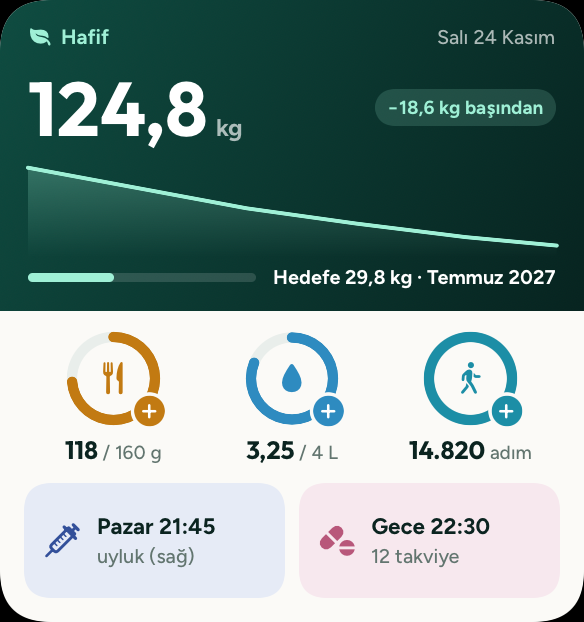 Hafif
Salı 24 Kasım
124,8 kg
−18,6 kg başından
Hedefe 29,8 kg · Temmuz 2027
118 / 160 g
3,25 / 4 L
14.820 adım
Pazar 21:45
uyluk (sağ)
Gece 22:30
12 takviye